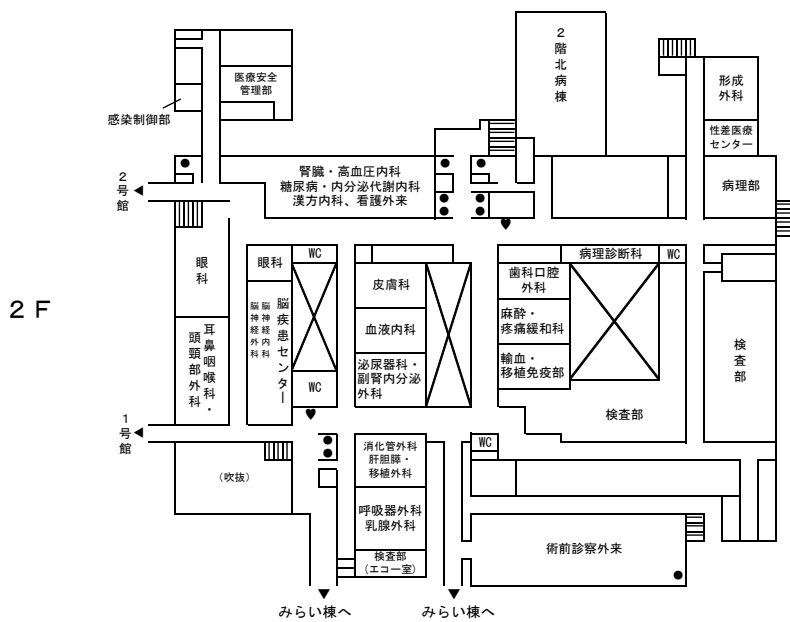 2階北病棟
形成
外科
医療安全
管理部
感染制御部
性差医療
センター
腎臓・高血圧内科
糖尿病・内分泌代謝内科
漢方内科、看護外来
2号館
病理部
眼科
眼科
WC
病理診断科
WC
歯科口腔
外科
皮膚科
2F
脳疾患センター
脳神経内科
脳神経外科
血液内科
麻酔・
疼痛緩和科
耳鼻咽喉科・
頭頸部外科
検査部
泌尿器科・
副腎内分泌
外科
輸血・
移植免疫部
WC
検査部
1号館
消化管外科
肝胆膵・
移植外科
WC
(吹抜)
呼吸器外科
乳腺外科
検査部
(エコー室)
術前診察外来
みらい棟へ
みらい棟へ